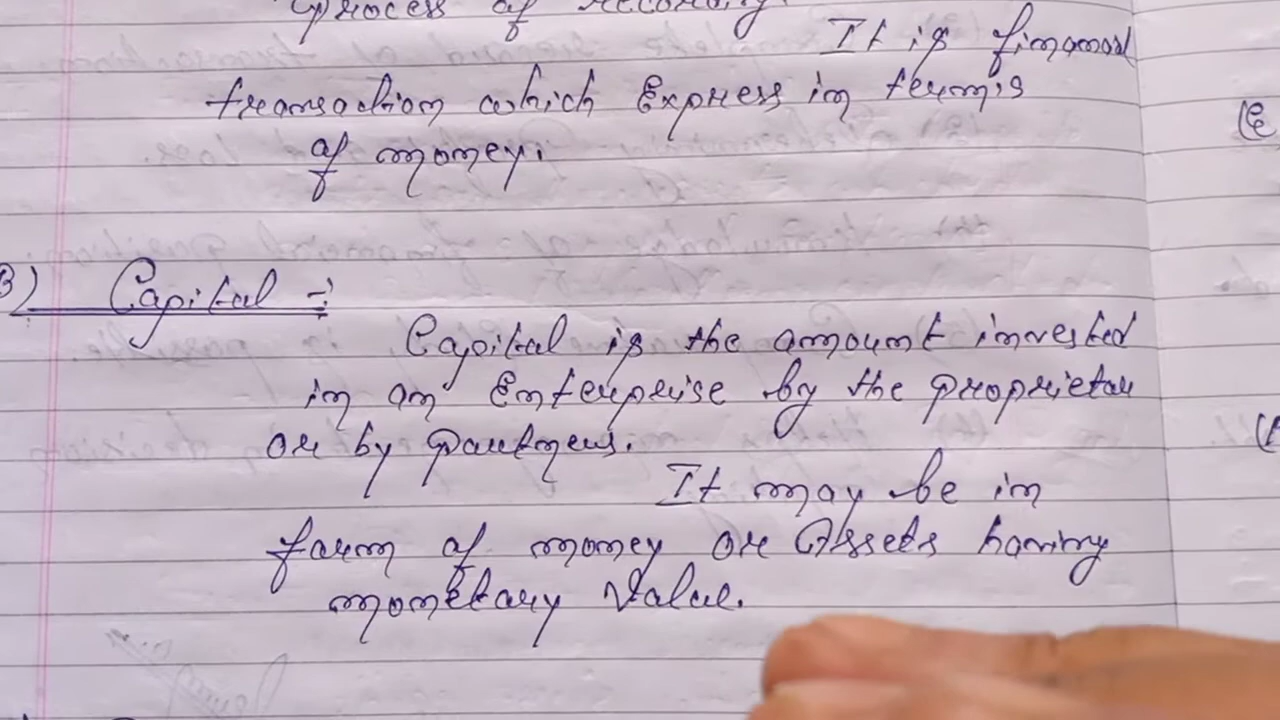 process of recording
It is financial
transaction which Express in terms
of money.
B) Capital :-
Capital is the amount invested
in an Enterprise by the proprietor
or by partners.
It may be in
form of money or Assets having
monetary value.